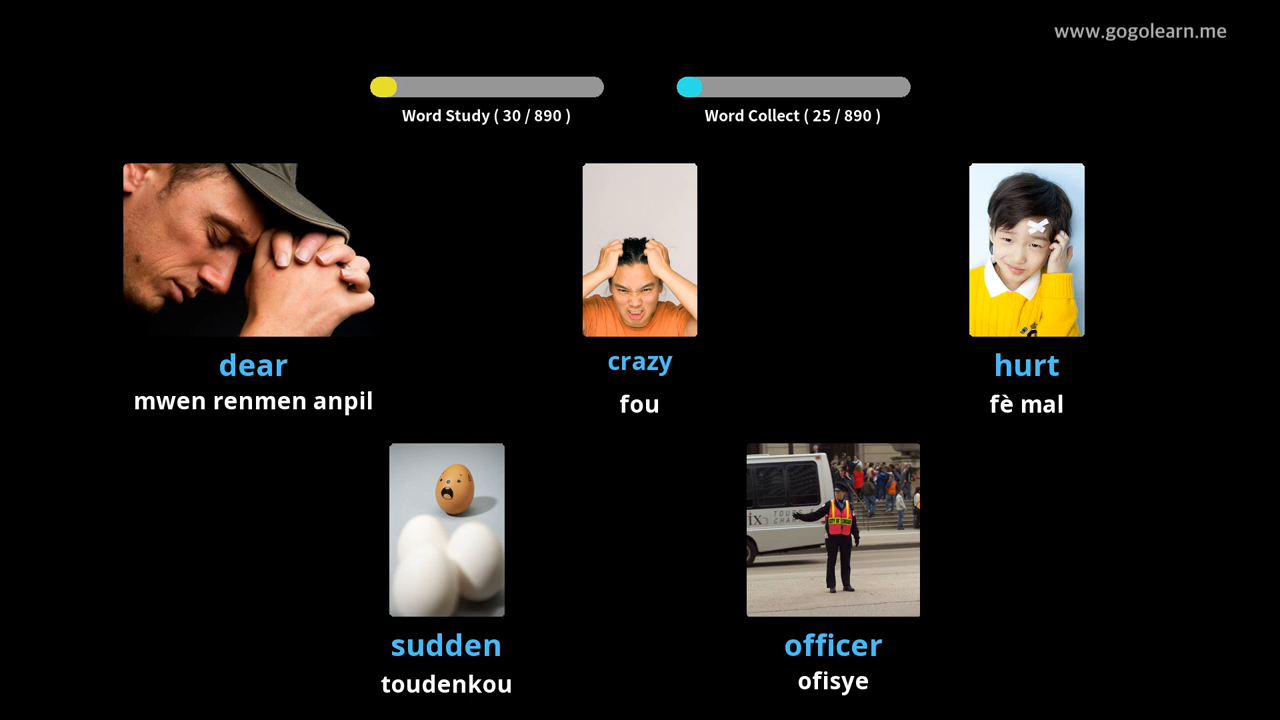 www.gogolearn.me
Word Study ( 30 / 890 )
Word Collect ( 25 / 890 )
dear
crazy
hurt
mwen renmen anpil
fou
fè mal
sudden
officer
toudenkou
ofisye